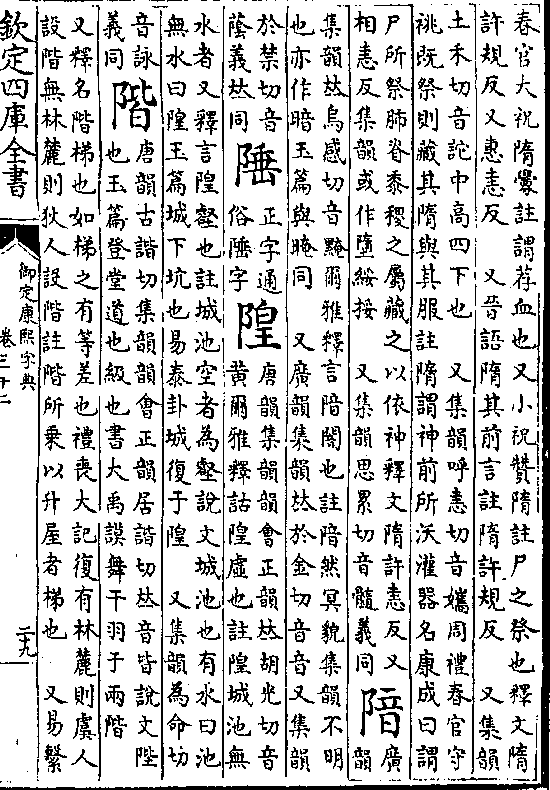 春官大祝隋釁註謂荐血也又小祝贊隋註尸之祭也釋文隋
許規反又惠恚反　又晉語隋其前言註隋許規反　又集韻
土禾切音詑中高四下也　又集韻呼恚切音孈周禮春官守
祧既祭則藏其隋與其服註隋謂神前所沃灌器名康成曰謂
尸所祭肺脊黍稷之屬藏之以依神釋文隋許恚反又
相恚反集韻或作墮綏挼　又集韻思累切音髓義同
䧓廣
韻
集韻𠀤烏感切音黤爾雅釋言陪闇也註陪然冥貌集韻不明
也亦作暗玉篇與晻同　又廣韻集韻𠀤於金切音音又集韻
於禁切音
蔭義𠀤同
陲正字通
俗陲字
隍唐韻集韻韻會正韻𠀤胡光切音
黃爾雅釋詁隍虛也註隍城池無
水者又釋言隍壑也註城池空者為壑說文城池也有水曰池
無水曰隍玉篇城下坑也易泰卦城復于隍　又集韻為命切
音詠
義同
階唐韻古諧切集韻韻會正韻居諧切𠀤音皆說文陛
也玉篇登堂道也級也書大禹謨舞干羽于兩階
又釋名階梯也如梯之有等差也禮喪大記復有林麓則虞人
設階無林麓則狄人設階註階所乗以升屋者梯也　又易繫
欽定四庫全書
御定康熙字典
卷三十二
二十九